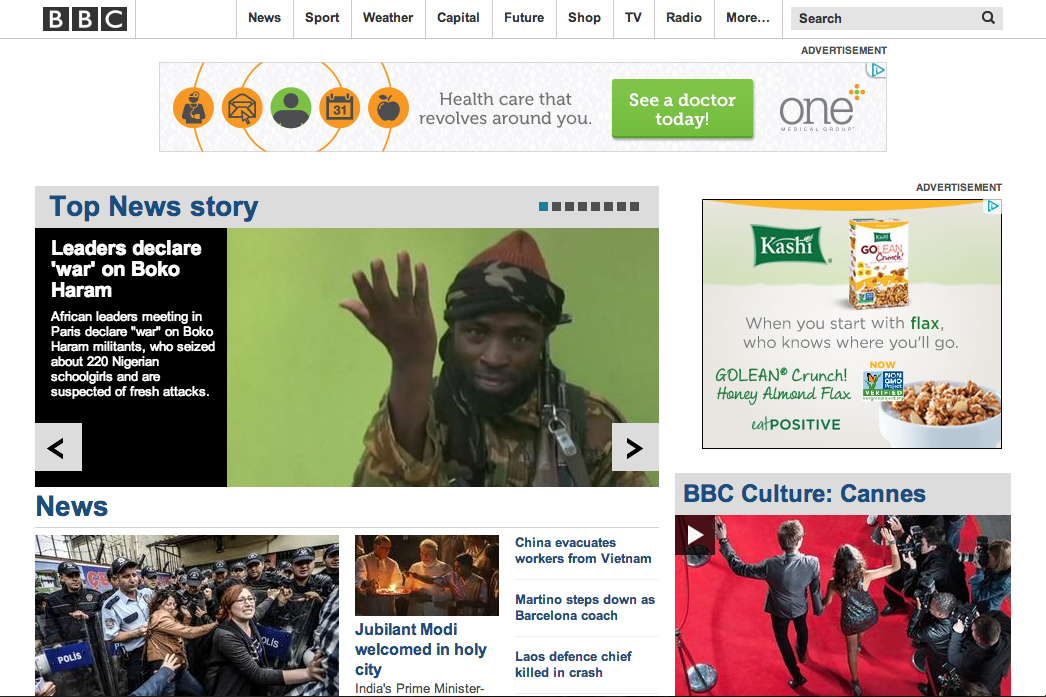 BBC
News
Sport
Weather
Capital
Future
Shop
TV
Radio
More...
Search
ADVERTISEMENT
31
Health care that
revolves around you.
See a doctor
today!
one
MEDICAL GROUP
Top News story
Leaders declare
'war' on Boko
Haram
African leaders meeting in
Paris declare "war" on Boko
Haram militants, who seized
about 220 Nigerian
schoolgirls and are
suspected of fresh attacks.
<
>
ADVERTISEMENT
Kashi®
Kashi
GOLEAN
Crunch!
When you start with flax,
who knows where you'll go.
GOLEAN® Crunch!
Honey Almond Flax
NOW
NON
GMO
Project
VERIFIED
eatPOSITIVE
News
POLİS
POLİS
Jubilant Modi
welcomed in holy
city
India's Prime Minister-
China evacuates
workers from Vietnam
Martino steps down as
Barcelona coach
Laos defence chief
killed in crash
BBC Culture: Cannes